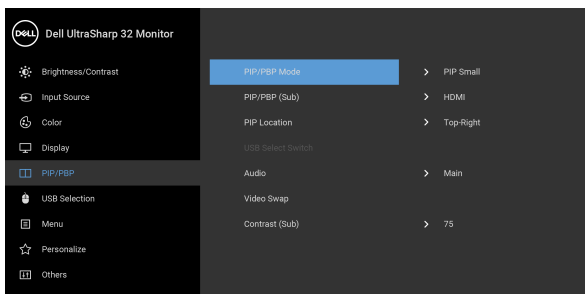 DELL Dell UltraSharp 32 Monitor
Brightness/Contrast
Input Source
Color
Display
PIP/PBP
USB Selection
Menu
Personalize
Others
PIP/PBP Mode > PIP Small
PIP/PBP (Sub) > HDMI
PIP Location > Top-Right
USB Select Switch
Audio > Main
Video Swap
Contrast (Sub) > 75